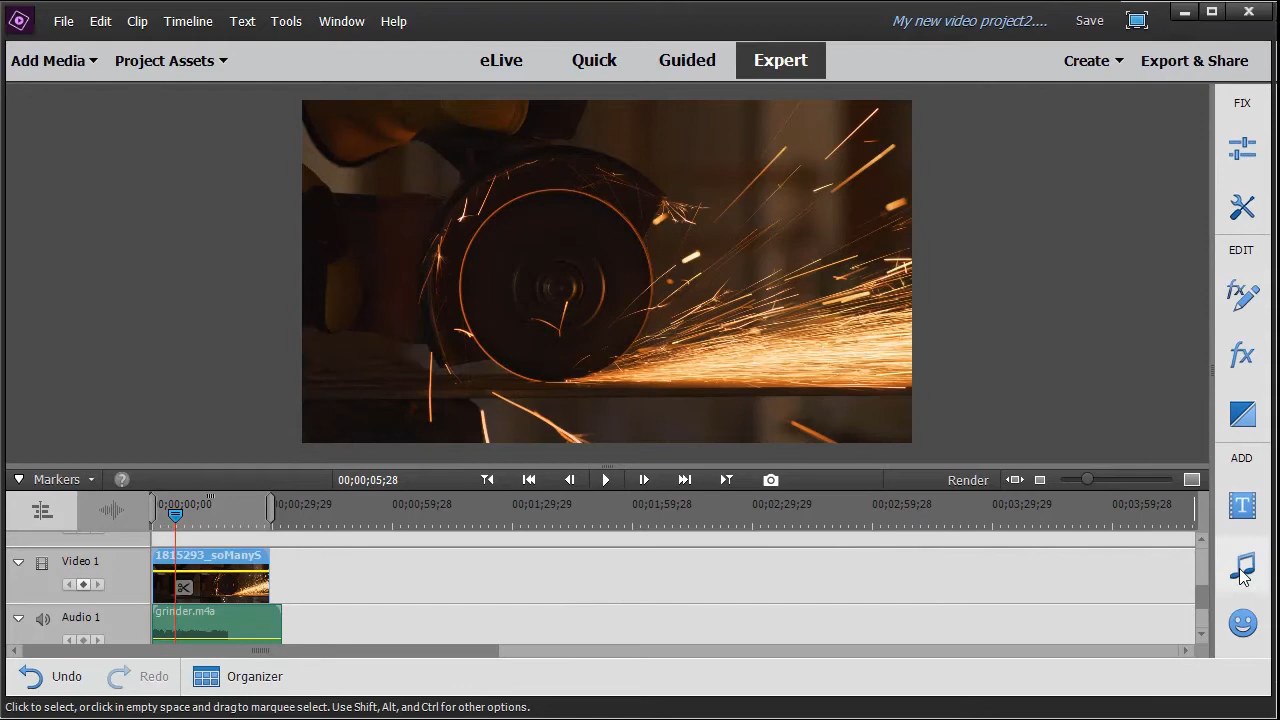 File Edit Clip Timeline Text Tools Window Help
My new video project2.... Save
Add Media Project Assets
eLive Quick Guided Expert
Create Export & Share
FIX
EDIT
ADD
Markers ? 00;00;05;28 Render
0;00;00;00 00;00;29;29 00;00;59;28 00;01;29;29 00;01;59;28 00;02;29;29 00;02;59;28 00;03;29;29 00;03;59;28
Video 1
1815293_soManyS
Audio 1
grinder.m4a
Undo Redo Organizer
Click to select, or click in empty space and drag to marquee select. Use Shift, Alt, and Ctrl for other options.